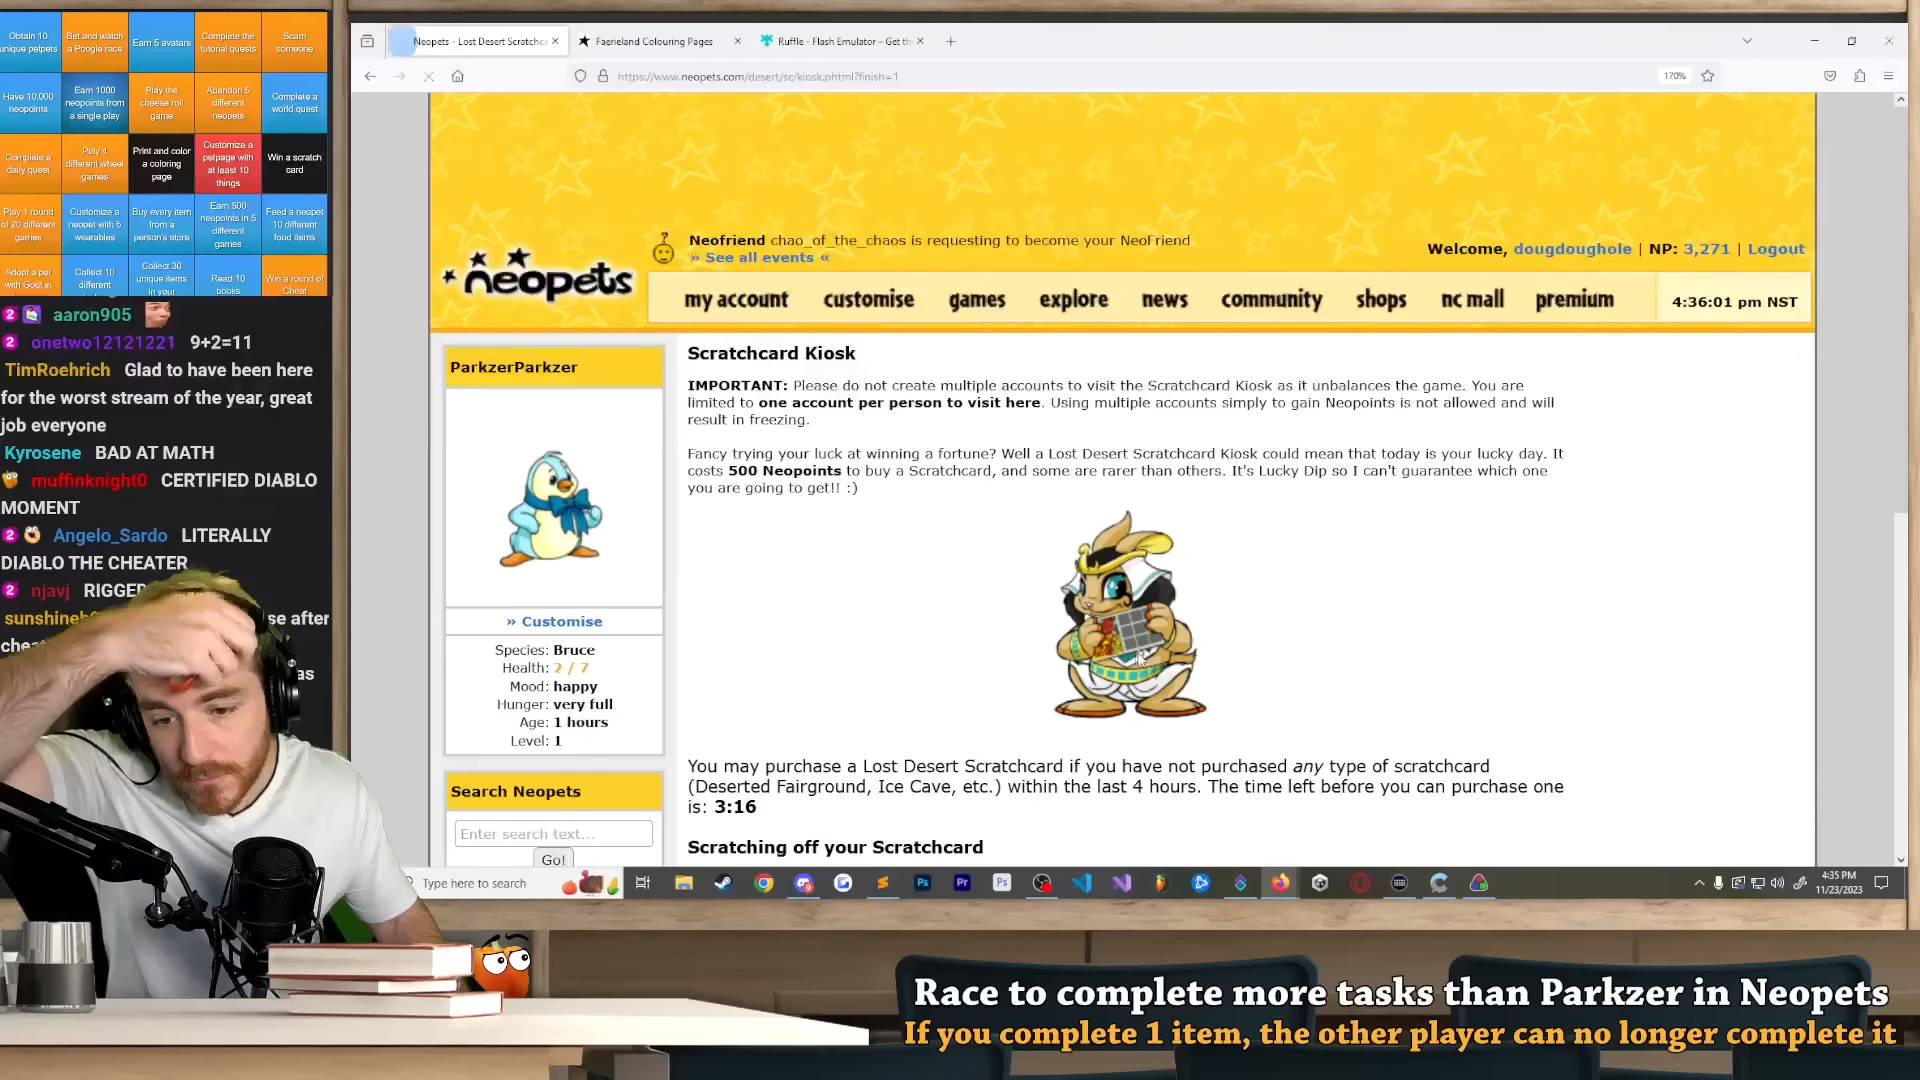 Obtain 10
unique petpets
Bet and watch
a Poogle race
Earn 5 avatars
Complete the
tutorial quests
Scam
someone
Have 10,000
neopoints
Earn 1000
neopoints from
a single play
Play the
cheese roll
game
Abandon 5
different
neopets
Complete a
world quest
Complete a
daily quest
Play 4
different wheel
games
Print and color
a coloring
page
Customize a
petpage with
at least 10
things
Win a scratch
card
Play 1 round
of 20 different
games
Customize a
neopet with 5
wearables
Buy every item
from a
person's store
Earn 500
neopoints in 5
different
games
Feed a neopet
10 different
food items
Adopt a pet
with Gout in
Collect 10
different
Collect 30
unique items
in your
Read 10
books
Win a round of
Cheat
2 aaron905
2 onetwo12121221 9+2=11
TimRoehrich Glad to have been here
for the worst stream of the year, great
job everyone
Kyrosene BAD AT MATH
muffinknight0 CERTIFIED DIABLO
MOMENT
2 Angelo_Sardo LITERALLY
DIABLO THE CHEATER
2 njavj RIGGED
se after
as
Neopets - Lost Desert Scratchca
Faerieland Colouring Pages
Ruffle - Flash Emulator – Get th
https://www.neopets.com/desert/sc/kiosk.phtml?finish=1
170%
neopets
Neofriend chao_of_the_chaos is requesting to become your NeoFriend
» See all events «
Welcome, dougdoughole | NP: 3,271 | Logout
my account customise games explore news community shops nc mall premium
4:36:01 pm NST
ParkzerParkzer
» Customise
Species: Bruce
Health: 2 / 7
Mood: happy
Hunger: very full
Age: 1 hours
Level: 1
Search Neopets
Enter search text...
Go!
Scratchcard Kiosk
IMPORTANT: Please do not create multiple accounts to visit the Scratchcard Kiosk as it unbalances the game. You are
limited to one account per person to visit here. Using multiple accounts simply to gain Neopoints is not allowed and will
result in freezing.
Fancy trying your luck at winning a fortune? Well a Lost Desert Scratchcard Kiosk could mean that today is your lucky day. It
costs 500 Neopoints to buy a Scratchcard, and some are rarer than others. It's Lucky Dip so I can't guarantee which one
you are going to get!! :)
You may purchase a Lost Desert Scratchcard if you have not purchased any type of scratchcard
(Deserted Fairground, Ice Cave, etc.) within the last 4 hours. The time left before you can purchase one
is: 3:16
Scratching off your Scratchcard
Type here to search
Ps
Pr
Ps
4:35 PM
11/23/2023
Race to complete more tasks than Parkzer in Neopets
If you complete 1 item, the other player can no longer complete it